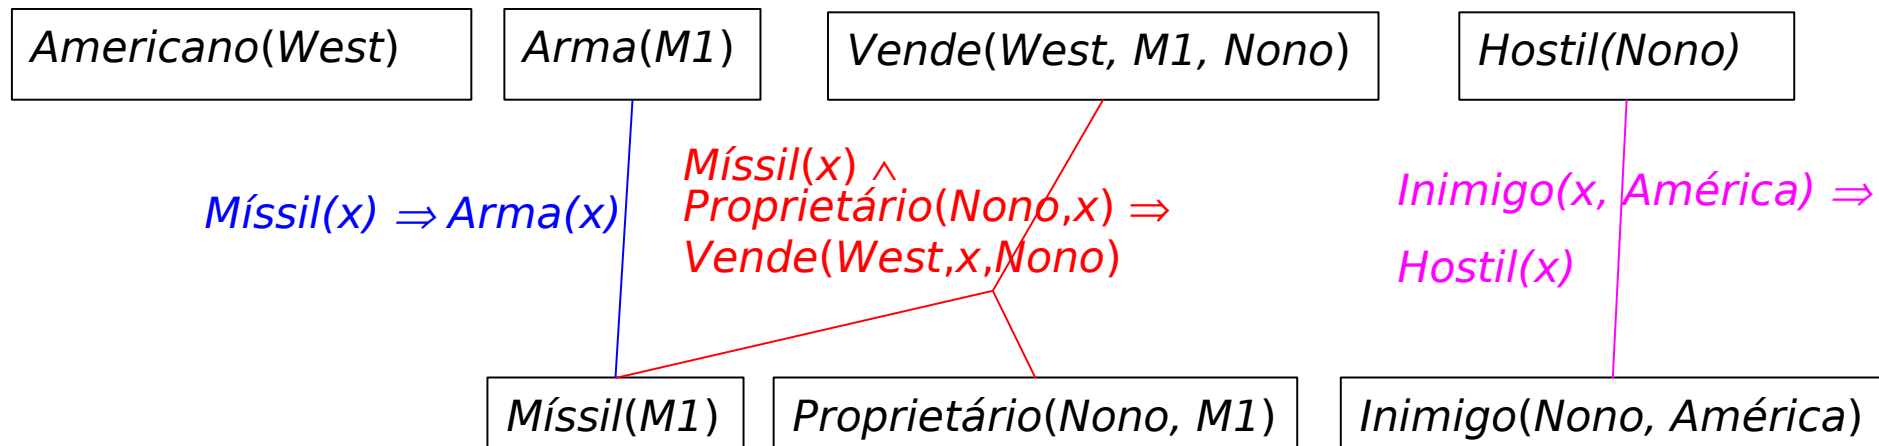 Americano(West)
Arma(M1)
Vende(West, M1, Nono)
Hostil(Nono)
Míssil(x) ⇒ Arma(x)
Míssil(x) ∧
Proprietário(Nono,x) ⇒
Vende(West,x,Nono)
Inimigo(x, América) ⇒
Hostil(x)
Míssil(M1)
Proprietário(Nono, M1)
Inimigo(Nono, América)